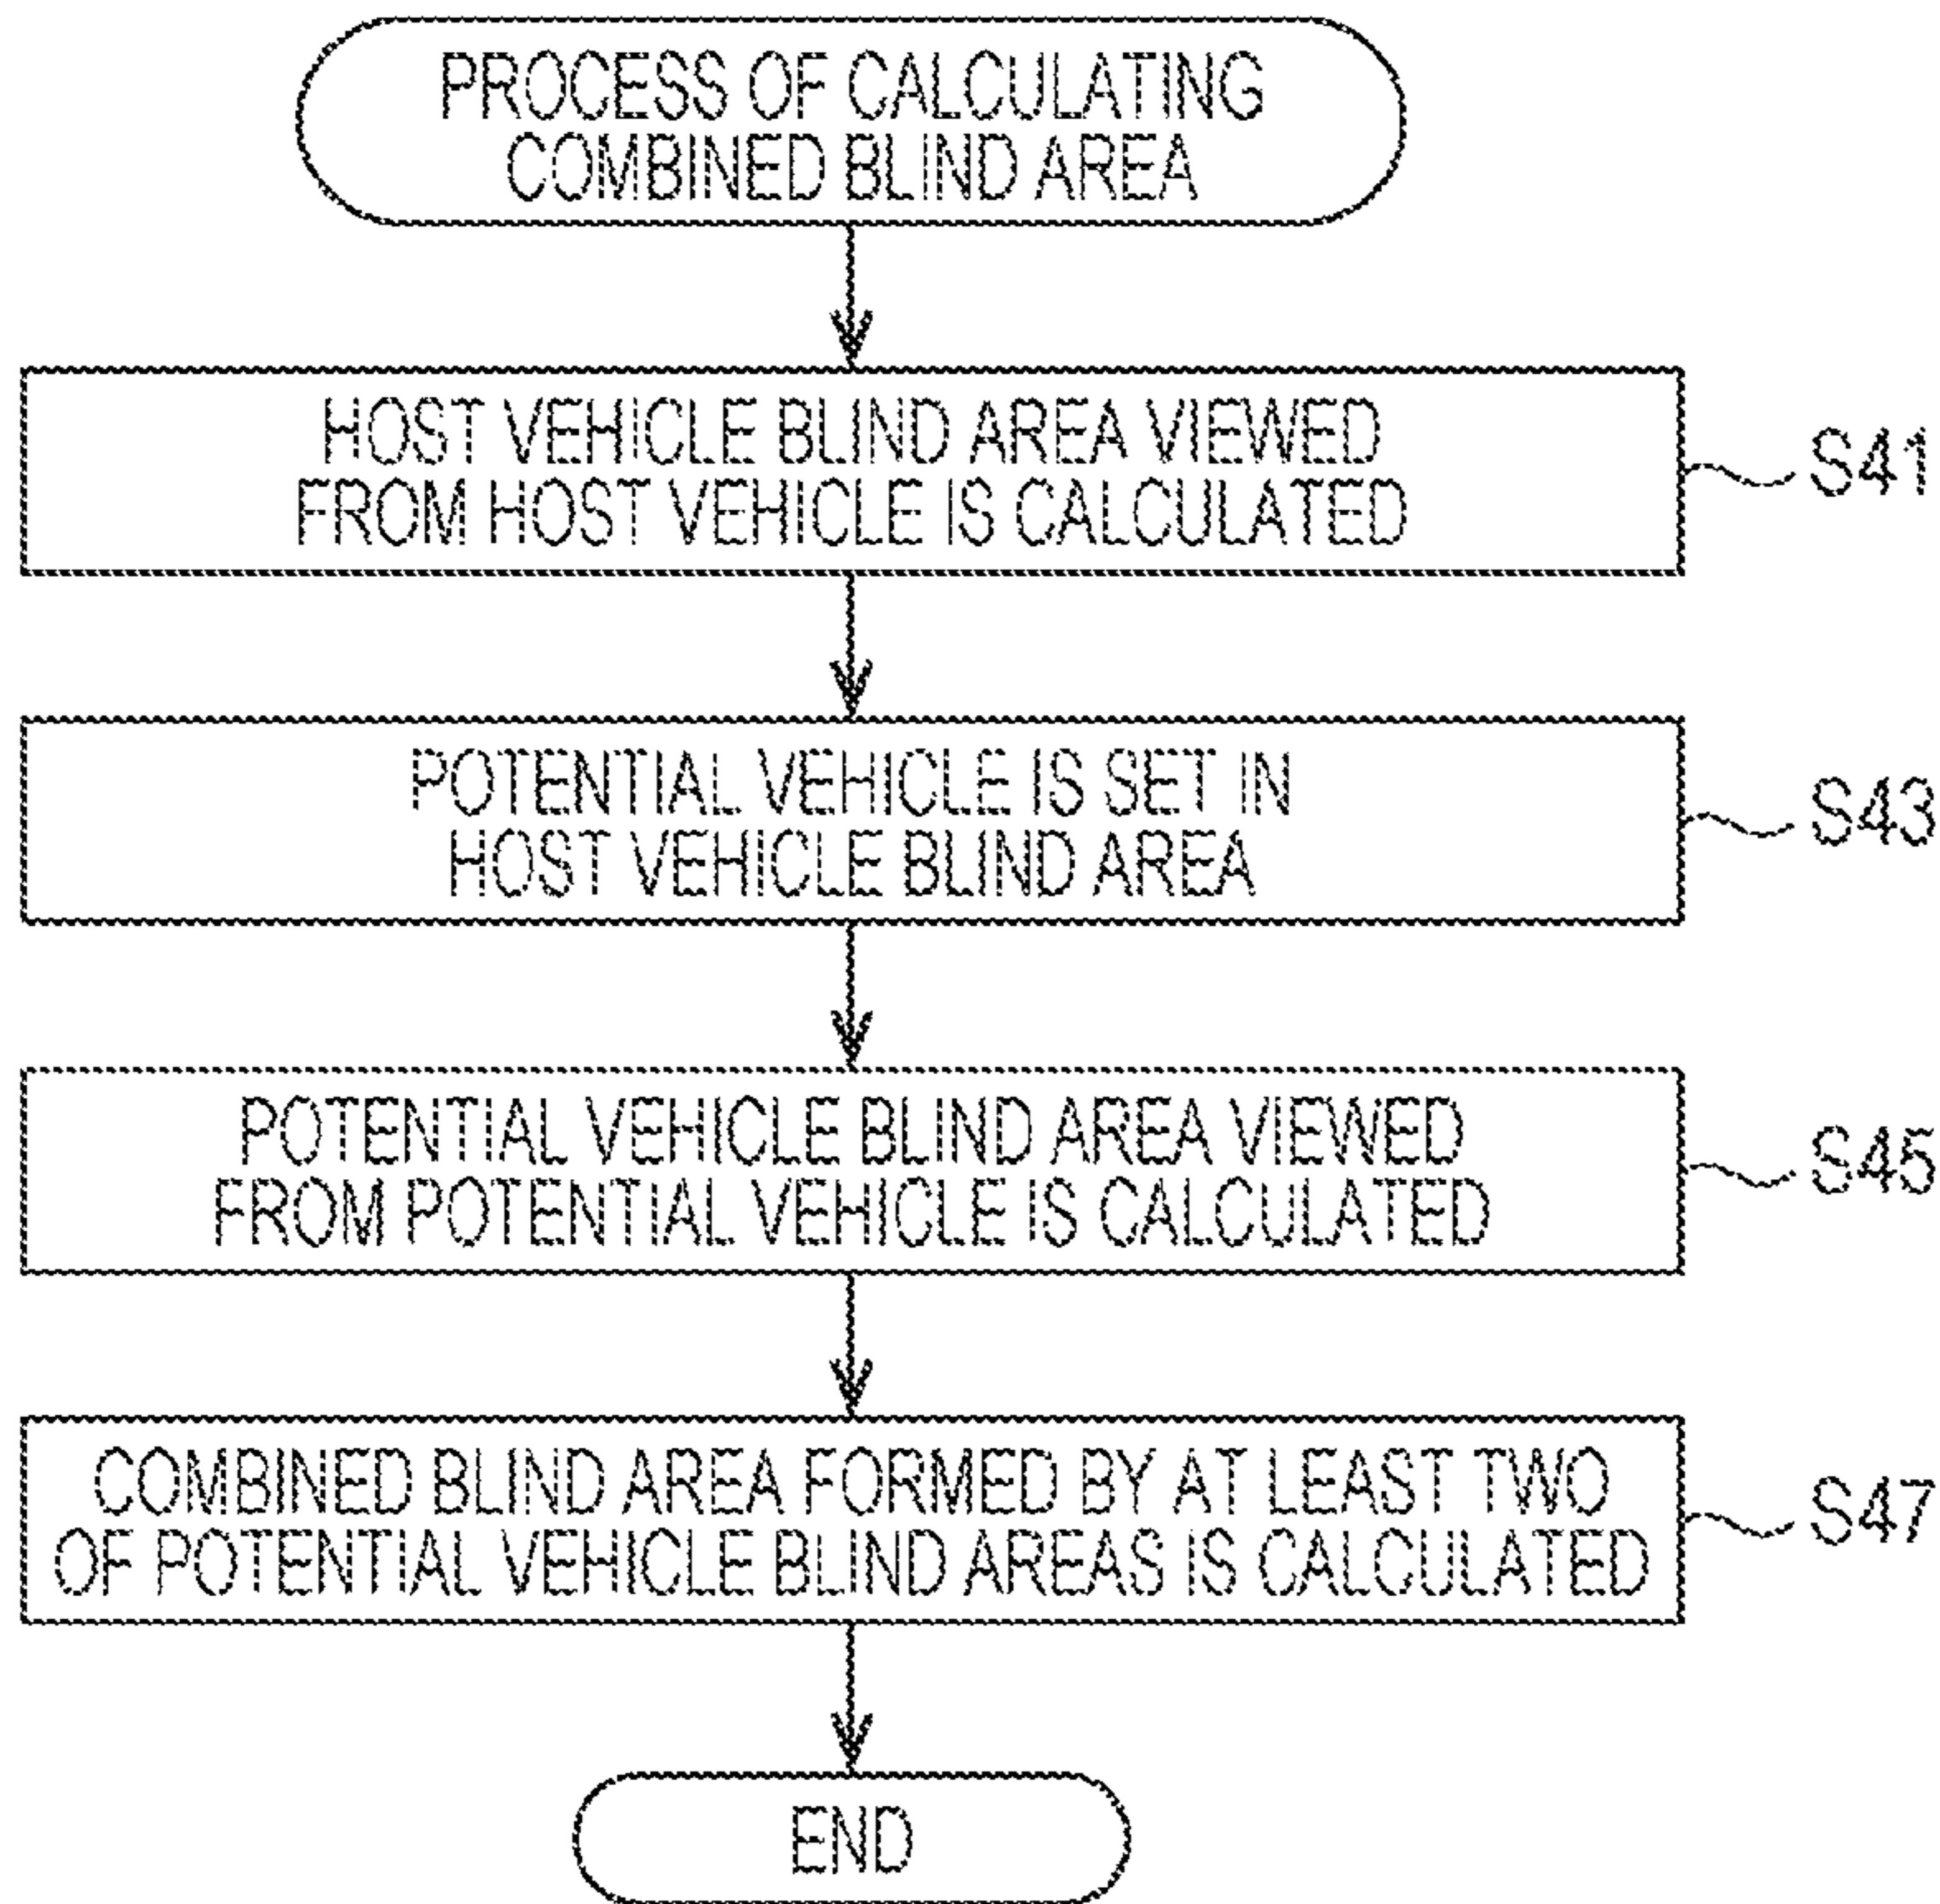 PROCESS OF CALCULATING
COMBINED BLIND AREA
HOST VEHICLE BLIND AREA VIEWED
FROM HOST VEHICLE IS CALCULATED
S41
POTENTIAL VEHICLE IS SET IN
HOST VEHICLE BLIND AREA
S43
POTENTIAL VEHICLE BLIND AREA VIEWED
FROM POTENTIAL VEHICLE IS CALCULATED
S45
COMBINED BLIND AREA FORMED BY AT LEAST TWO
OF POTENTIAL VEHICLE BLIND AREAS IS CALCULATED
S47
END